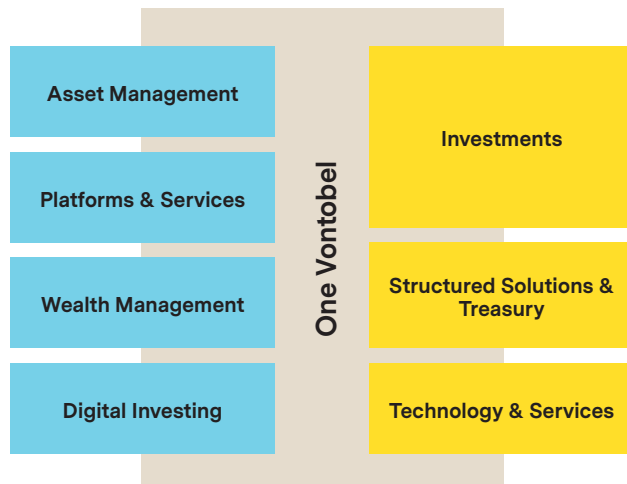 Asset Management
Platforms & Services
Wealth Management
Digital Investing
One Vontobel
Investments
Structured Solutions &
Treasury
Technology & Services